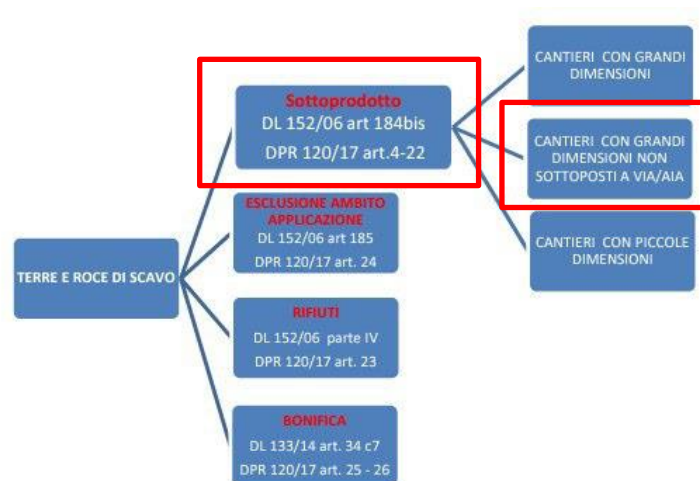 TERRE E ROCE DI SCAVO
Sottoprodotto
DL 152/06 art 184bis
DPR 120/17 art.4-22
ESCLUSIONE AMBITO
APPLICAZIONE
DL 152/06 art 185
DPR 120/17 art. 24
RIFIUTI
DL 152/06 parte IV
DPR 120/17 art. 23
BONIFICA
DL 133/14 art. 34 c7
DPR 120/17 art. 25 - 26
CANTIERI CON GRANDI
DIMENSIONI
CANTIERI CON GRANDI
DIMENSIONI NON
SOTTOPOSTI A VIA/AIA
CANTIERI CON PICCOLE
DIMENSIONI